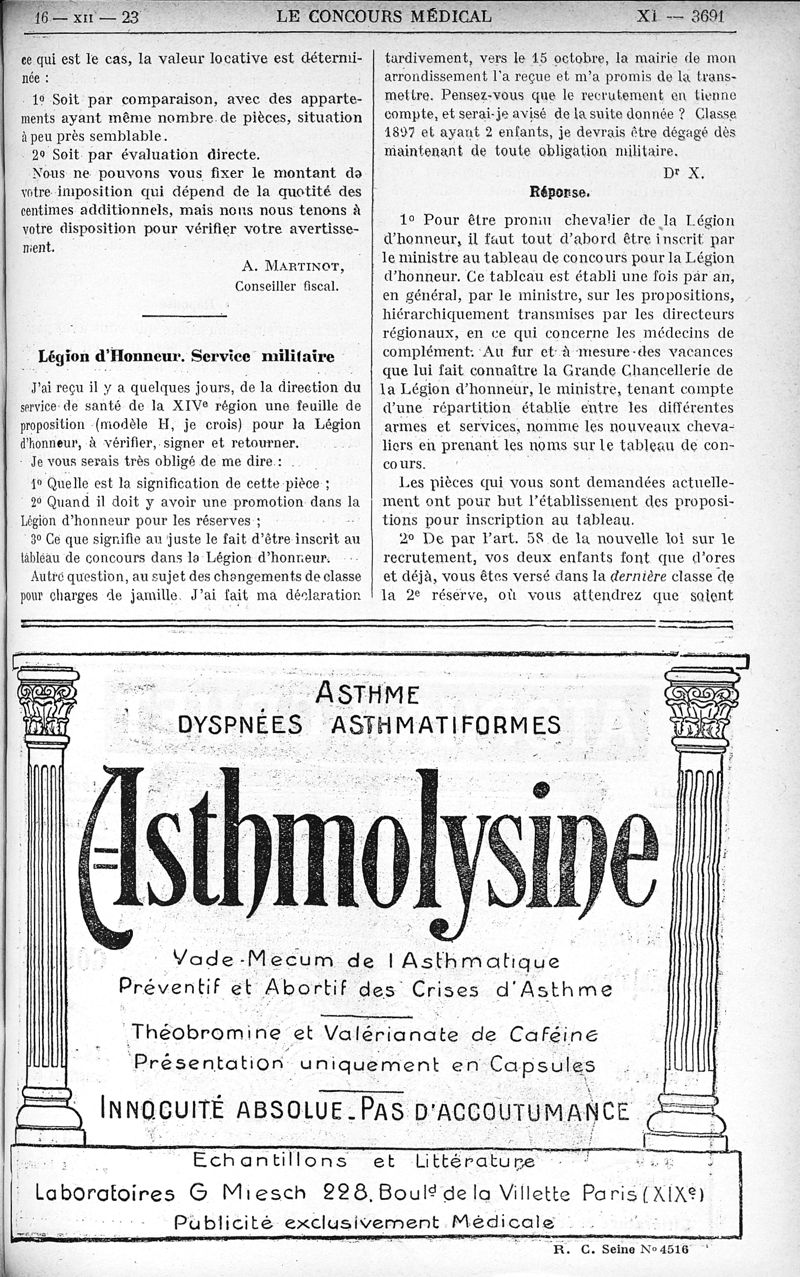 16 — XII — 23
LE CONCOURS MÉDICAL
XI — 3691
ce qui est le cas, la valeur locative est détermi-
née :
1º Soit par comparaison, avec des apparte-
ments ayant même nombre de pièces, situation
à peu près semblable.
2º Soit par évaluation directe.
Nous ne pouvons vous fixer le montant de
votre imposition qui dépend de la quotité des
centimes additionnels, mais nous nous tenons à
votre disposition pour vérifier votre avertisse-
ment.
A. MARTINOT,
Conseiller fiscal.
Légion d'Honneur. Service militaire
J'ai reçu il y a quelques jours, de la direction du
service de santé de la XIVe région une feuille de
proposition (modèle H, je crois) pour la Légion
d'honneur, à vérifier, signer et retourner.
Je vous serais très obligé de me dire :
1º Quelle est la signification de cette pièce ;
2º Quand il doit y avoir une promotion dans la
Légion d'honneur pour les réserves ;
3º Ce que signifie au juste le fait d'être inscrit au
tableau de concours dans la Légion d'honneur.
Autre question, au sujet des changements de classe
pour charges de jamille. J'ai fait ma déclaration
tardivement, vers le 15 octobre, la mairie de mon
arrondissement l'a reçue et m'a promis de la trans-
mettre. Pensez-vous que le recrutement en tienne
compte, et serai-je avisé de la suite donnée ? Classe
1897 et ayant 2 enfants, je devrais être dégagé dès
maintenant de toute obligation militaire.
Dr X.
Réponse.
1º Pour être promu chevalier de la Légion
d'honneur, il faut tout d'abord être inscrit par
le ministre au tableau de concours pour la Légion
d'honneur. Ce tableau est établi une fois par an,
en général, par le ministre, sur les propositions,
hiérarchiquement transmises par les directeurs
régionaux, en ce qui concerne les médecins de
complément. Au fur et à mesure des vacances
que lui fait connaître la Grande Chancellerie de
la Légion d'honneur, le ministre, tenant compte
d'une répartition établie entre les différentes
armes et services, nomme les nouveaux cheva-
liers en prenant les noms sur le tableau de con-
cours.
Les pièces qui vous sont demandées actuelle-
ment ont pour but l'établissement des proposi-
tions pour inscription au tableau.
2º De par l'art. 58 de la nouvelle loi sur le
recrutement, vos deux enfants font que d'ores
et déjà, vous êtes versé dans la dernière classe de
la 2e réserve, où vous attendrez que soient
ASTHME
DYSPNÉES ASTHMATIFORMES
Asthmolysine
Vade-Mecum de l Asthmatique
Préventif et Abortif des Crises d'Asthme
Théobromine et Valérianate de Caféine
Présentation uniquement en Capsules
INNOCUITÉ ABSOLUE_PAS D'ACCOUTUMANCE
Echantillons et Littérature
Laboratoires G Miesch 228, Bould de la Villette Paris (XIXe)
Publicité exclusivement Médicale
R. C. Seine Nº 4516